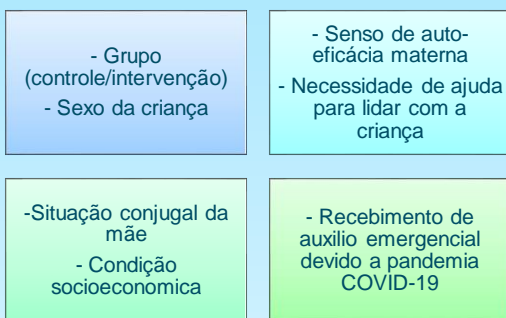 - Grupo
(controle/intervenção)
- Sexo da criança
- Senso de auto-
eficácia materna
- Necessidade de ajuda
para lidar com a
criança
-Situação conjugal da
mãe
- Condição
socioeconomica
- Recebimento de
auxilio emergencial
devido a pandemia
COVID-19